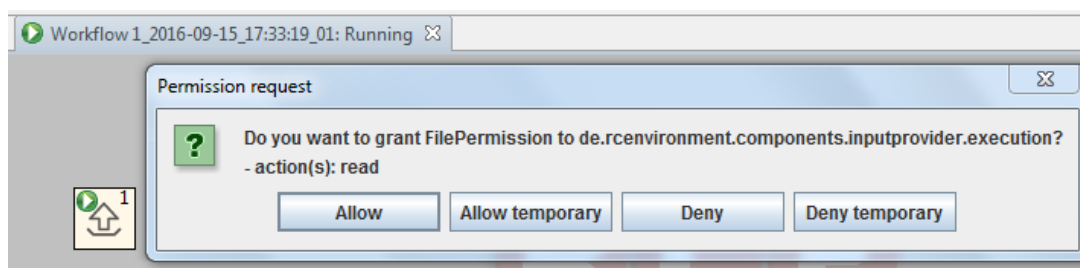 Workflow 1_2016-09-15_17:33:19_01: Running
Permission request
Do you want to grant FilePermission to de.rcenvironment.components.inputprovider.execution?
- action(s): read
1
Allow Allow temporary Deny Deny temporary